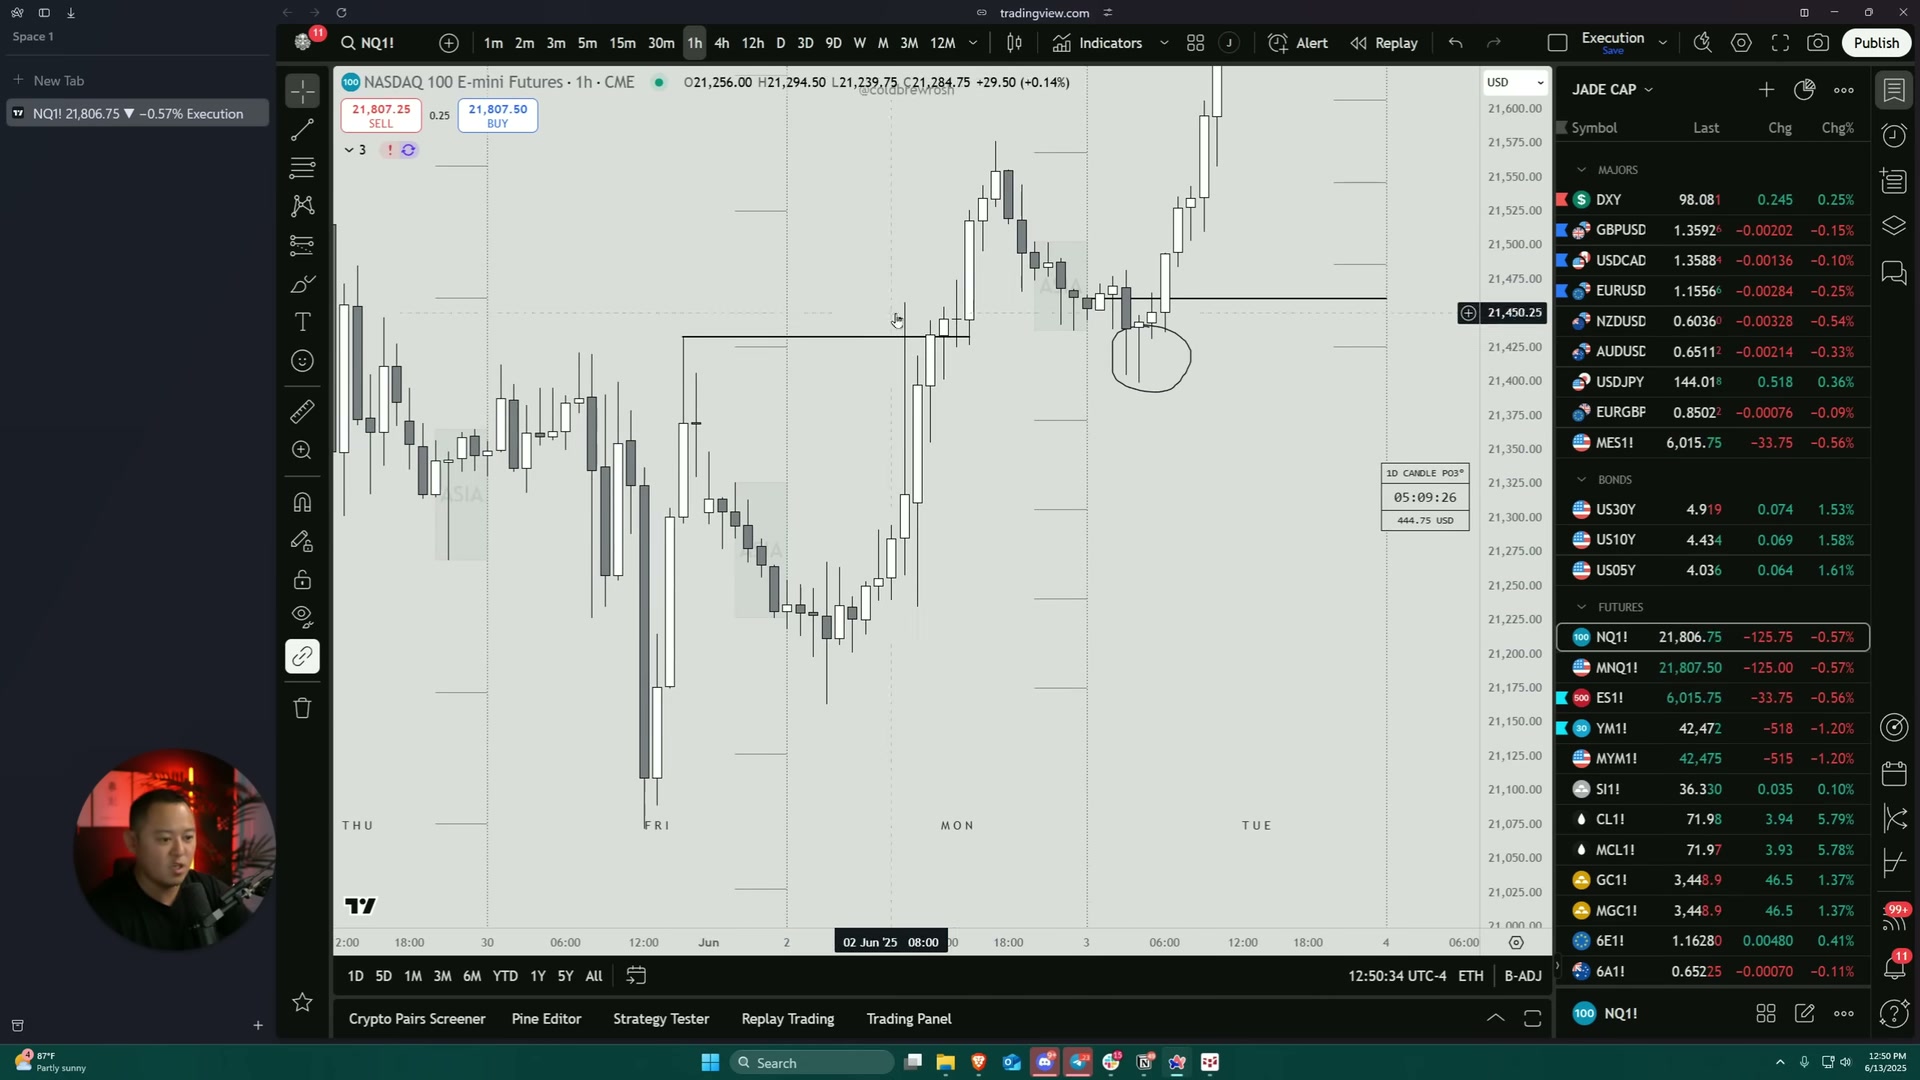 tradingview.com
Space 1
New Tab
NQ1! 21,806.75 ▼ −0.57% Execution
11
NQ1!
1m 2m 3m 5m 15m 30m 1h 4h 12h D 3D 9D W M 3M 12M
Indicators
J
Alert
Replay
Execution
Save
Publish
NASDAQ 100 E-mini Futures · 1h · CME
O21,256.00 H21,294.50 L21,239.75 C21,284.75 +29.50 (+0.14%)
@coldbrewrosh
21,807.25
SELL
0.25
21,807.50
BUY
3
USD
21,600.00
21,575.00
21,550.00
21,525.00
21,500.00
21,475.00
21,450.25
21,425.00
21,400.00
21,375.00
21,350.00
21,325.00
21,300.00
21,275.00
21,250.00
21,225.00
21,200.00
21,175.00
21,150.00
21,125.00
21,100.00
21,075.00
21,050.00
21,025.00
21,000.00
ASIA
ASIA
ASIA
1D CANDLE PO3°
05:09:26
444.75 USD
THU FRI MON TUE
2:00 18:00 30 06:00 12:00 Jun 2 02 Jun '25 08:00 18:00 3 06:00 12:00 18:00 4 06:00
1D 5D 1M 3M 6M YTD 1Y 5Y All
12:50:34 UTC-4 ETH B-ADJ
Crypto Pairs Screener Pine Editor Strategy Tester Replay Trading Trading Panel
JADE CAP
Symbol Last Chg Chg%
MAJORS
DXY 98.081 0.245 0.25%
GBPUSD 1.35926 −0.00202 −0.15%
USDCAD 1.35884 −0.00136 −0.10%
EURUSD 1.15566 −0.00284 −0.25%
NZDUSD 0.60360 −0.00328 −0.54%
AUDUSD 0.65112 −0.00214 −0.33%
USDJPY 144.018 0.518 0.36%
EURGBP 0.85022 −0.00076 −0.09%
MES1! 6,015.75 −33.75 −0.56%
BONDS
US30Y 4.919 0.074 1.53%
US10Y 4.434 0.069 1.58%
US05Y 4.036 0.064 1.61%
FUTURES
NQ1! 21,806.75 −125.75 −0.57%
MNQ1! 21,807.50 −125.00 −0.57%
ES1! 6,015.75 −33.75 −0.56%
YM1! 42,472 −518 −1.20%
MYM1! 42,475 −515 −1.20%
SI1! 36.330 0.035 0.10%
CL1! 71.98 3.94 5.79%
MCL1! 71.97 3.93 5.78%
GC1! 3,448.9 46.5 1.37%
MGC1! 3,448.9 46.5 1.37%
6E1! 1.16280 0.00480 0.41%
6A1! 0.65225 −0.00070 −0.11%
NQ1!
99+
11
87°F
Partly sunny
Search
12:50 PM
6/13/2025